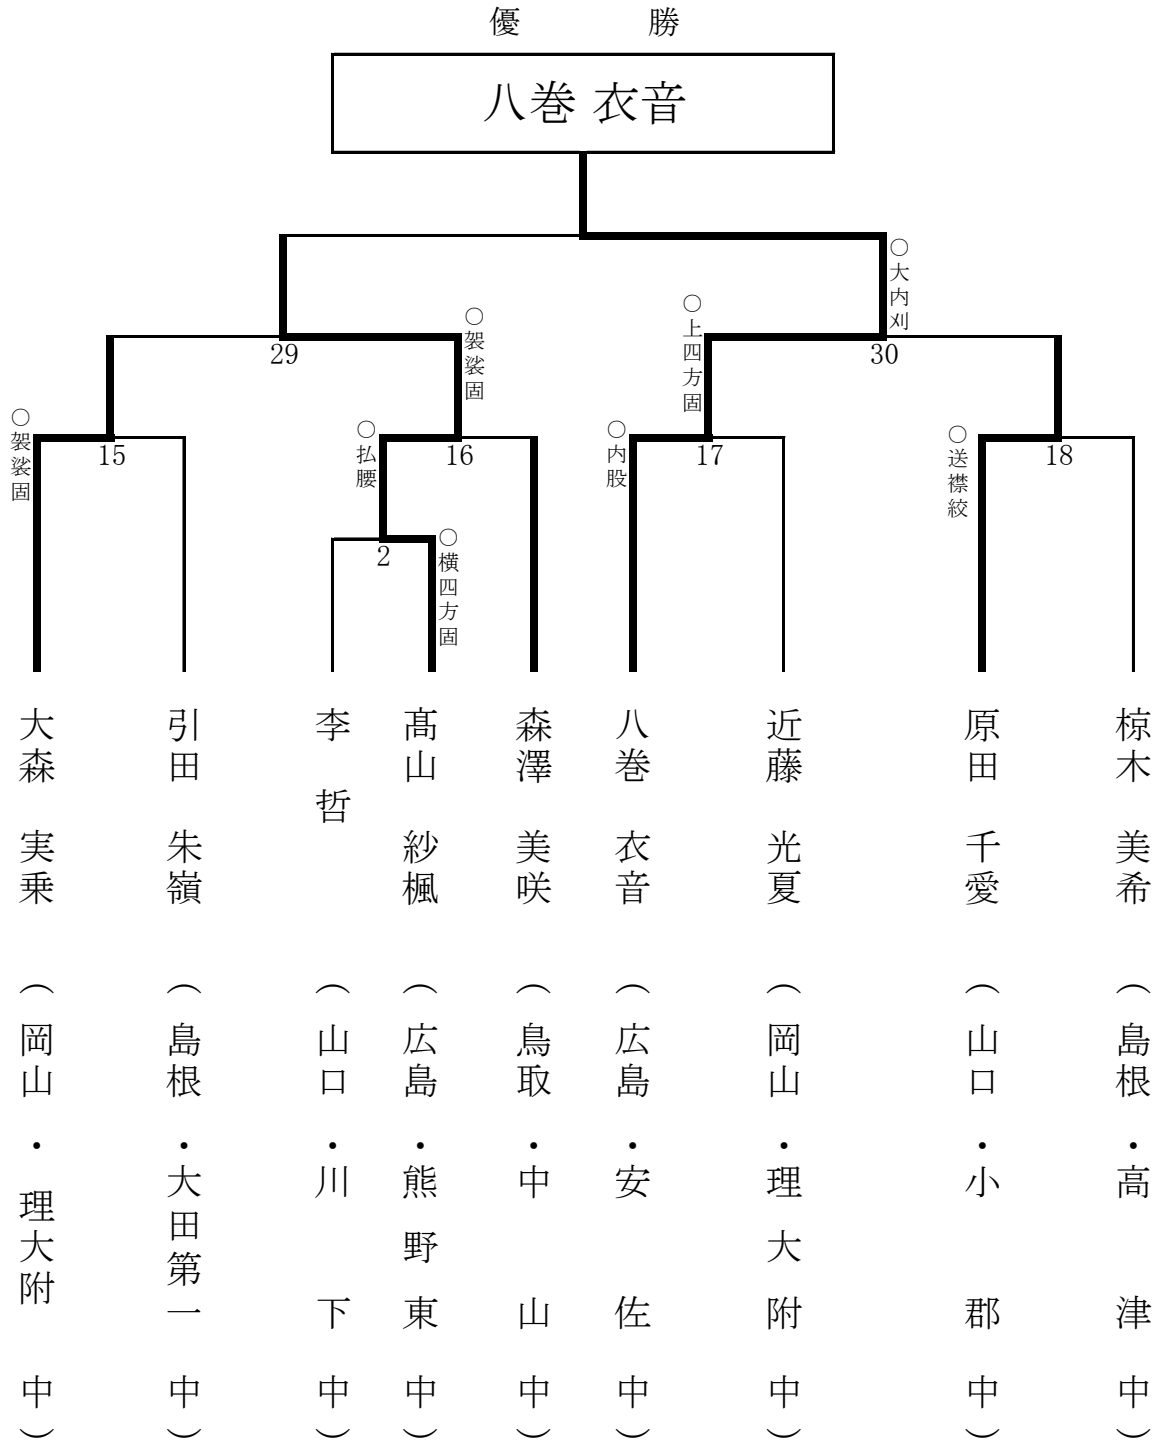 優　勝
八巻 衣音
○大内刈
○袈裟固
○上四方固
29
30
○袈裟固
○払腰
○内股
○送襟絞
15
16
17
18
○横四方固
2
大森 実乗 （岡山・理大附中）
引田 朱嶺 （島根・大田第一中）
李 哲 （山口・川下中）
髙山 紗楓 （広島・熊野東中）
森澤 美咲 （鳥取・中山中）
八巻 衣音 （広島・安佐中）
近藤 光夏 （岡山・理大附中）
原田 千愛 （山口・小郡中）
椋木 美希 （島根・高津中）